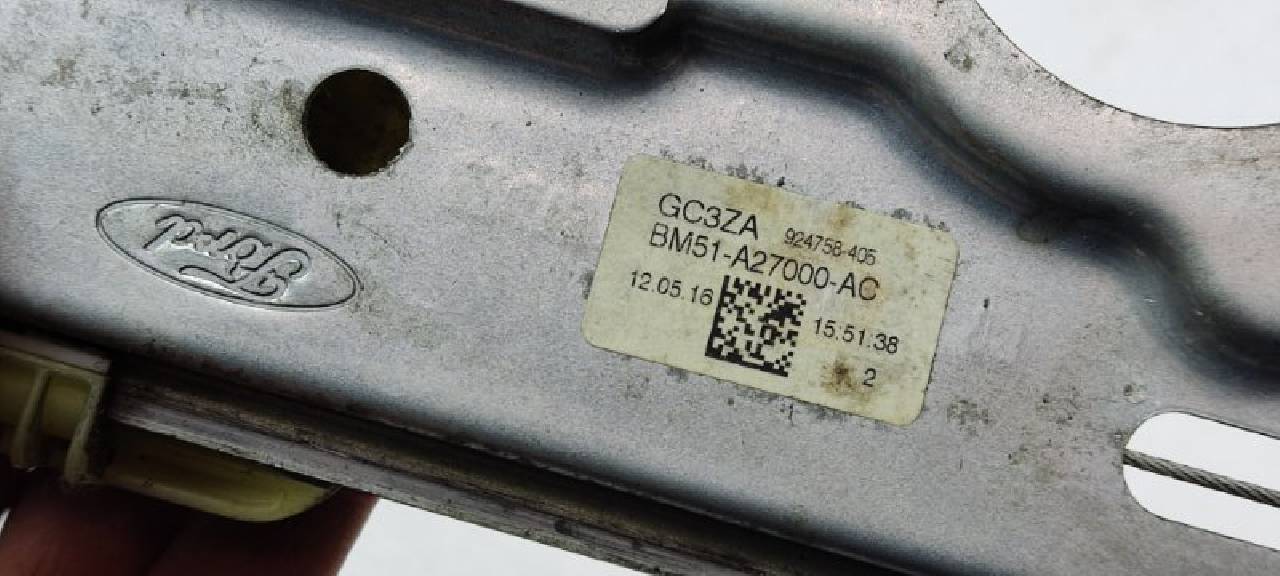 Ford
GC3ZA 924758-405
BM51-A27000-AC
12.05.16 15:51:38
2